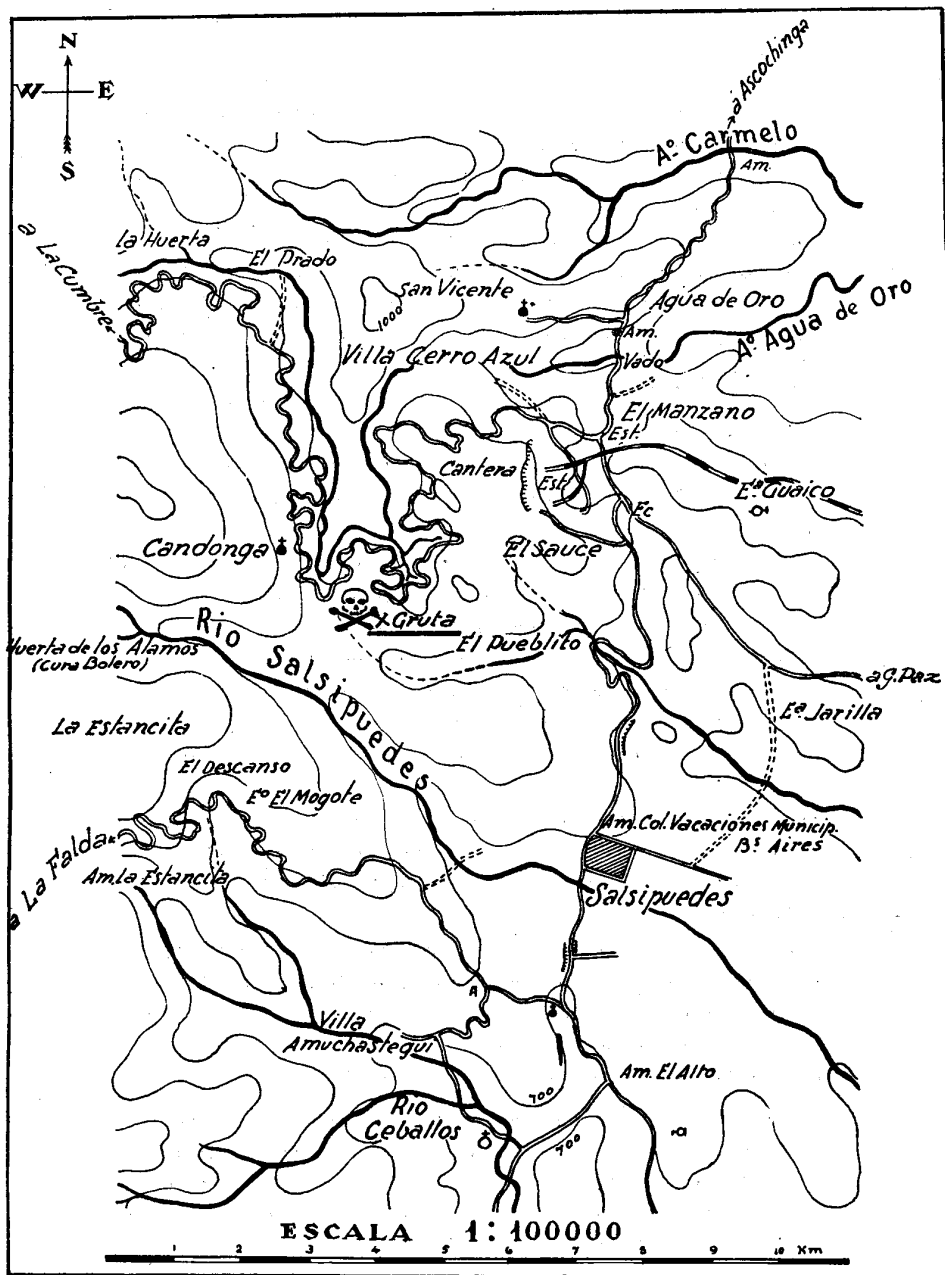 N
W E
S
a Ascochinga
Aº. Carmelo
Am.
La Huerta
El Prado
a La Cumbre
San Vicente
1000
Agua de Oro
Am.
Aº Agua de Oro
Villa Cerro Azul
Vado
El Manzano
Est.
Cantera
Est.
Eª. Guaico
Fc
El Sauce
Candonga
Gruta
El Pueblito
Rio Salsipuedes
Huerta de los Alamos
(Cura Bolero)
a G. Paz
Eª Jarilla
La Estancita
El Descanso
Eº El Mogote
Am. Col. Vacaciones Municip.
Bˢ Aires
a La Falda
Am. La Estancita
Salsipuedes
A
Villa
Amuchastegui
Am. El Alto
700
Rio
Ceballos
700
ESCALA 1:100000
1 2 3 4 5 6 7 8 9 10 Km